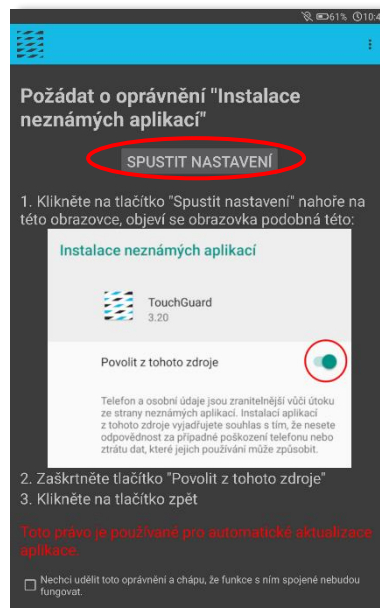 61% 10:4
Požádat o oprávnění "Instalace
neznámých aplikací"
SPUSTIT NASTAVENÍ
1. Klikněte na tlačítko "Spustit nastavení" nahoře na
této obrazovce, objeví se obrazovka podobná této:
Instalace neznámých aplikací
TouchGuard
3.20
Povolit z tohoto zdroje
Telefon a osobní údaje jsou zranitelnější vůči útoku
ze strany neznámých aplikací. Instalací aplikací
z tohoto zdroje vyjadřujete souhlas s tím, že nesete
odpovědnost za případné poškození telefonu nebo
ztrátu dat, které jejich používání může způsobit.
2. Zaškrtněte tlačítko "Povolit z tohoto zdroje"
3. Klikněte na tlačítko zpět
Toto právo je používané pro automatické aktualizace
aplikace.
Nechci udělit toto oprávnění a chápu, že funkce s ním spojené nebudou
fungovat.